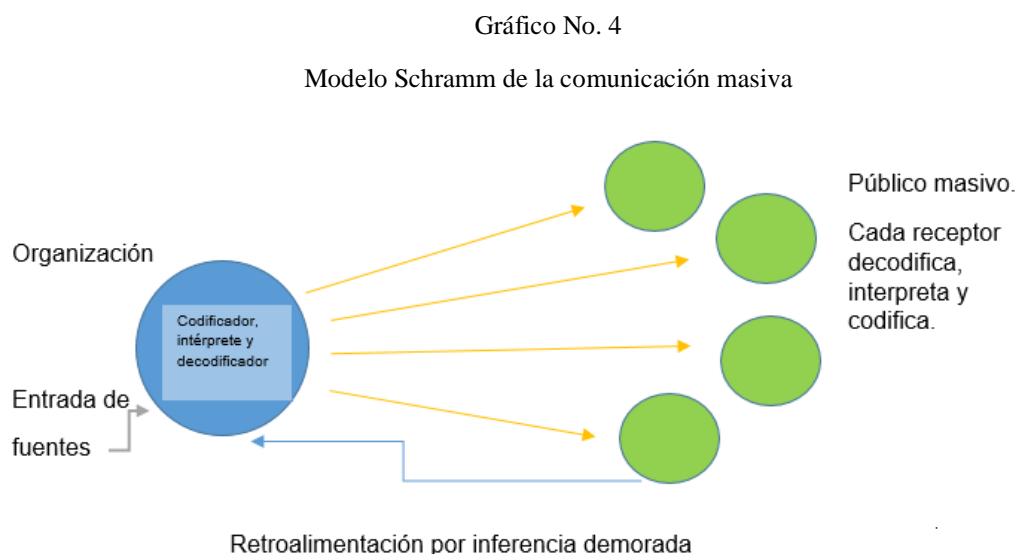 Gráfico No. 4
Modelo Schramm de la comunicación masiva
Organización
Codificador,
intérprete y
decodificador
Entrada de
fuentes
Público masivo.
Cada receptor
decodifica,
interpreta y
codifica.
Retroalimentación por inferencia demorada